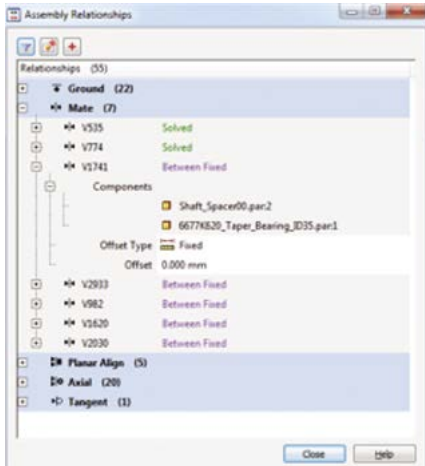 Assembly Relationships
Relationships (55)
Ground (22)
Mate (7)
V535 Solved
V774 Solved
V1741 Between Fixed
Components
Shaft_Spacer00.par:2
6677K620_Taper_Bearing_ID35.par:1
Offset Type Fixed
Offset 0.000 mm
V2933 Between Fixed
V982 Between Fixed
V1620 Between Fixed
V2030 Between Fixed
Planar Align (5)
Axial (20)
Tangent (1)
Close Help